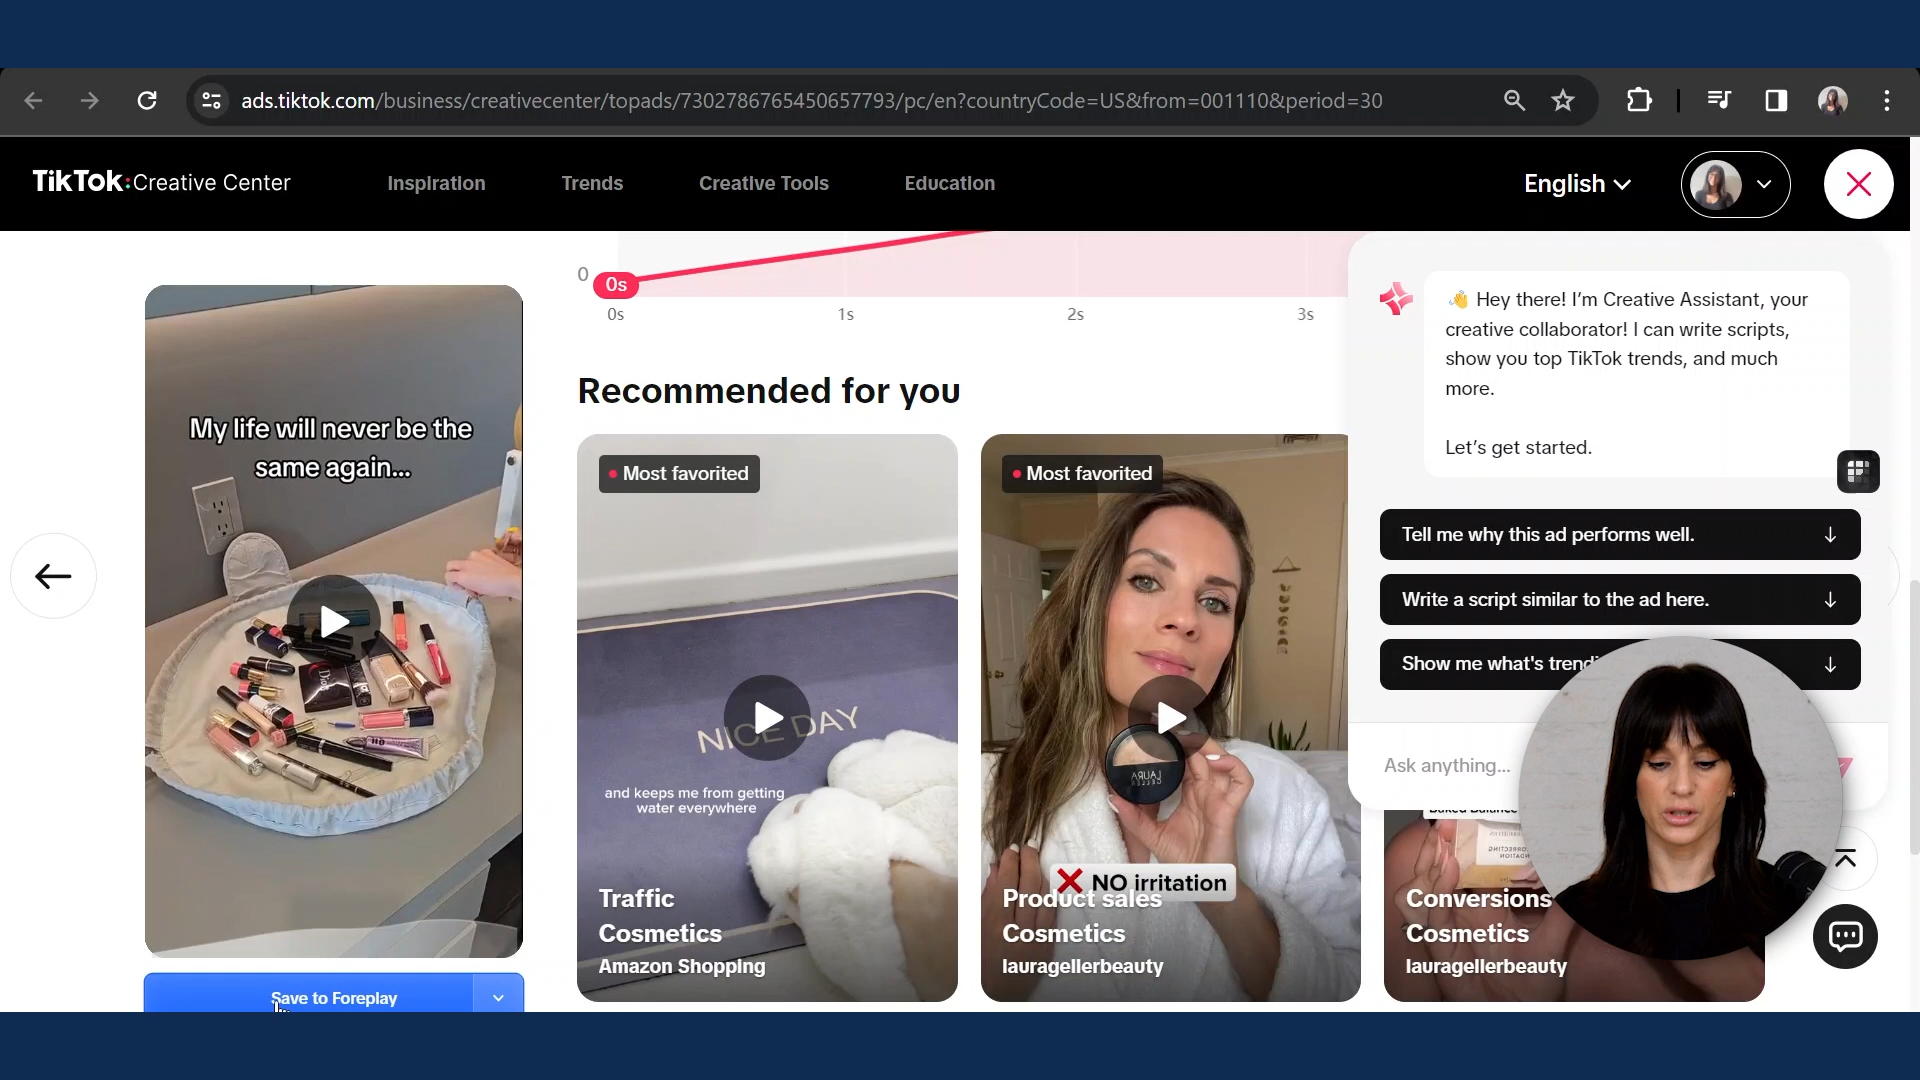 ads.tiktok.com/business/creativecenter/topads/7302786765450657793/pc/en?countryCode=US&from=001110&period=30
TikTok:Creative Center
Inspiration
Trends
Creative Tools
Education
English
0
0s
0s
1s
2s
3s
My life will never be the
same again...
Save to Foreplay
Recommended for you
Most favorited
NICE DAY
and keeps me from getting
water everywhere
Traffic
Cosmetics
Amazon Shopping
Most favorited
LAURA
GELLER
NO irritation
Product sales
Cosmetics
lauragellerbeauty
Conversions
Cosmetics
lauragellerbeauty
👋 Hey there! I'm Creative Assistant, your
creative collaborator! I can write scripts,
show you top TikTok trends, and much
more.
Let's get started.
Tell me why this ad performs well.
Write a script similar to the ad here.
Show me what's trendi
Ask anything...